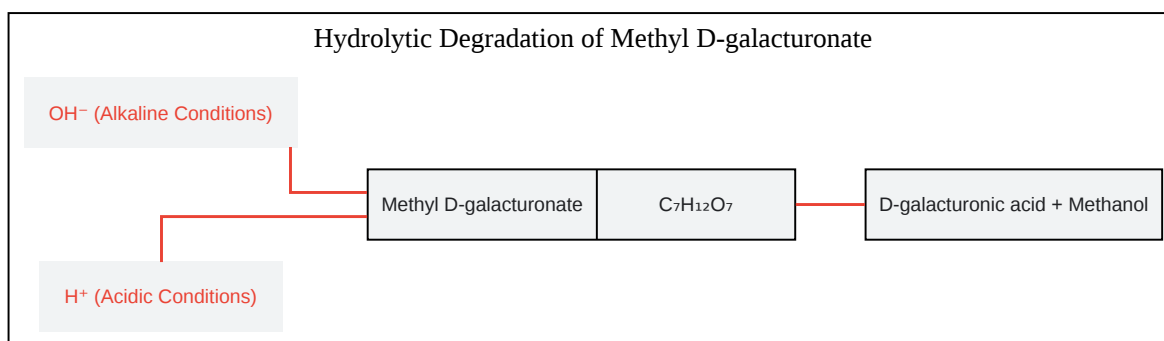 Hydrolytic Degradation of Methyl D-galacturonate
OH⁻ (Alkaline Conditions)
Methyl D-galacturonate
C₇H₁₂O₇
D-galacturonic acid + Methanol
H⁺ (Acidic Conditions)